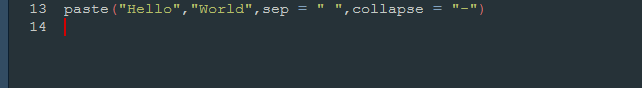 13 paste("Hello","World",sep = " ",collapse = "-")
14